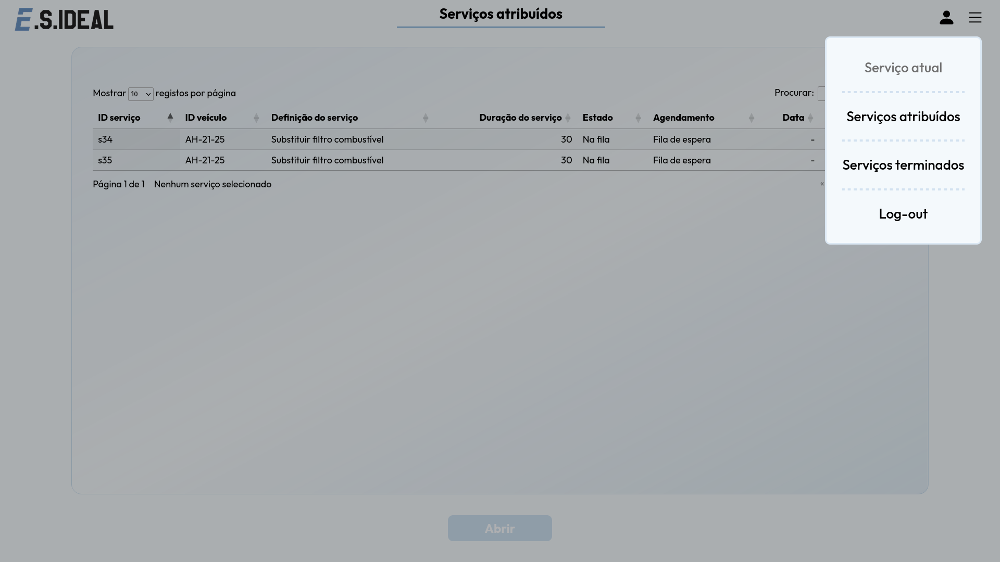 E.S.IDEAL
Serviços atribuídos
Serviço atual
Serviços atribuídos
Serviços terminados
Log-out
Mostrar 10 registos por página
Procurar:
ID serviço ID veículo Definição do serviço Duração do serviço Estado Agendamento Data
s34 AH-21-25 Substituir filtro combustível 30 Na fila Fila de espera -
s35 AH-21-25 Substituir filtro combustível 30 Na fila Fila de espera -
Página 1 de 1 Nenhum serviço selecionado «
Abrir